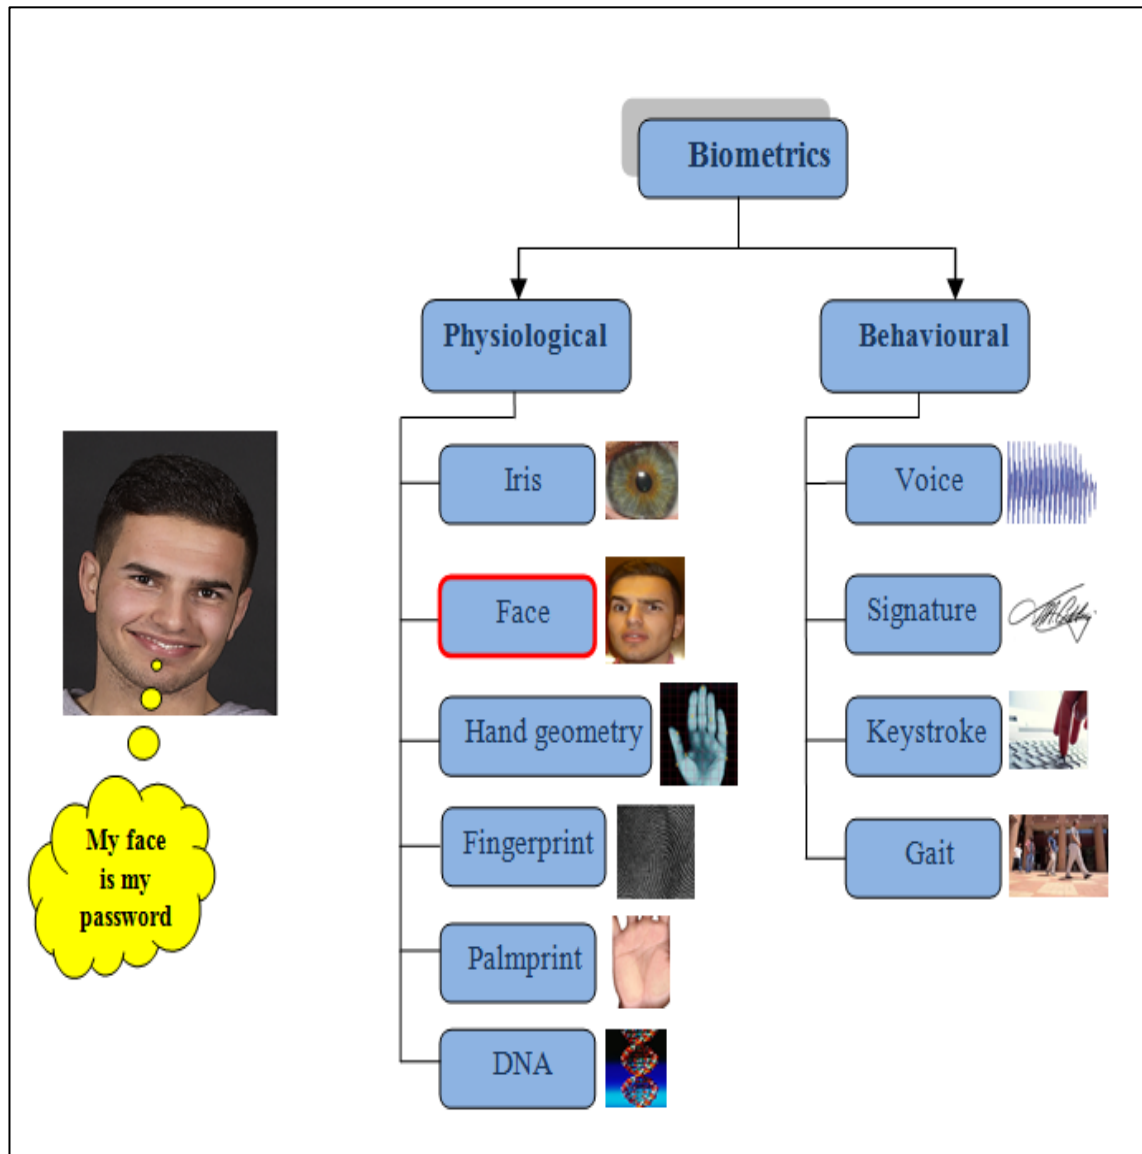 Biometrics
Physiological
Behavioural
Iris
Voice
Face
Signature
Hand geometry
Keystroke
My face
is my
password
Fingerprint
Gait
Palmprint
DNA